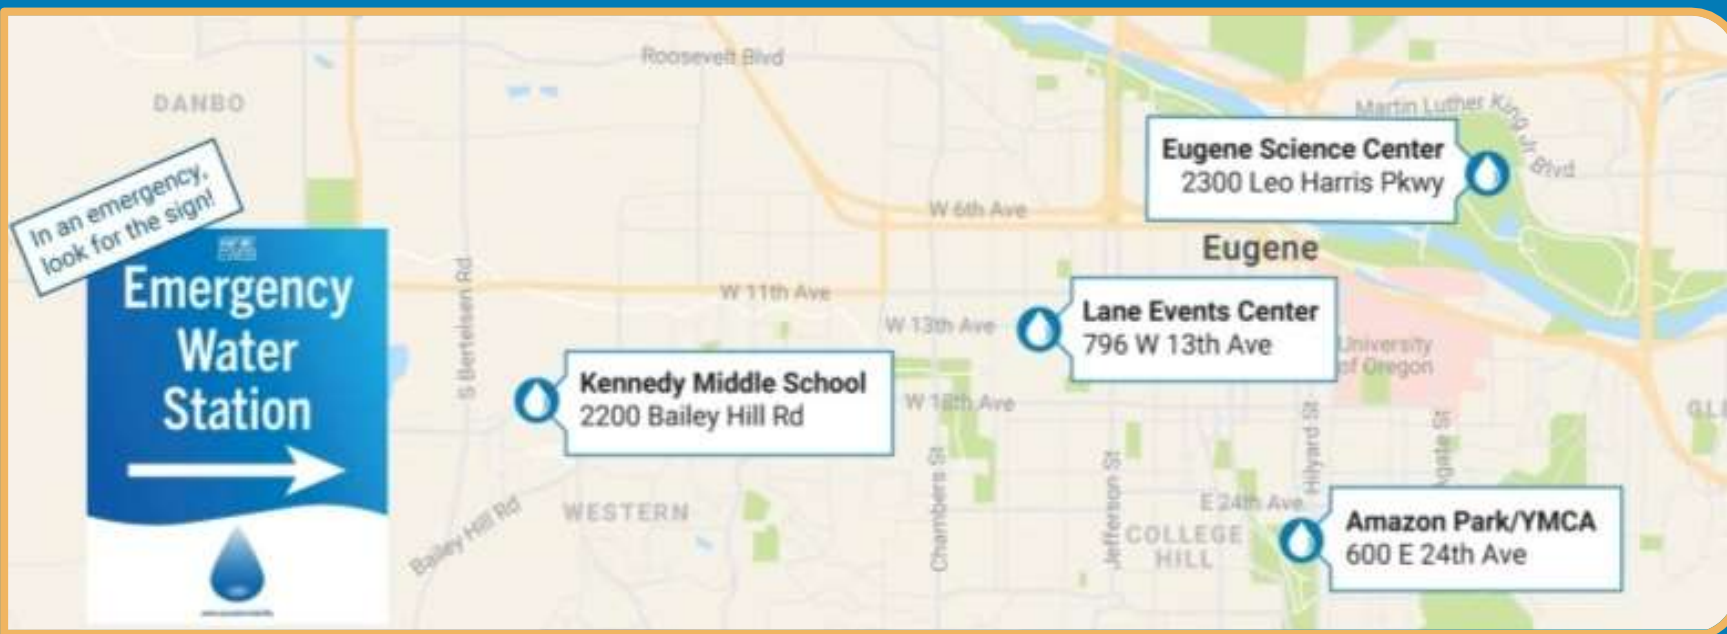 Roosevelt Blvd
DANBO
Martin Luther King Jr Blvd
Eugene Science Center
2300 Leo Harris Pkwy
In an emergency,
look for the sign!
W 6th Ave
Eugene
Emergency
Water
Station
S Bertelsen Rd
W 11th Ave
Lane Events Center
796 W 13th Ave
W 13th Ave
University
of Oregon
Kennedy Middle School
2200 Bailey Hill Rd
W 18th Ave
Hilyard St
Chambers St
Jefferson St
E 24th Ave
Bailey Hill Rd
WESTERN
COLLEGE
HILL
Amazon Park/YMCA
600 E 24th Ave